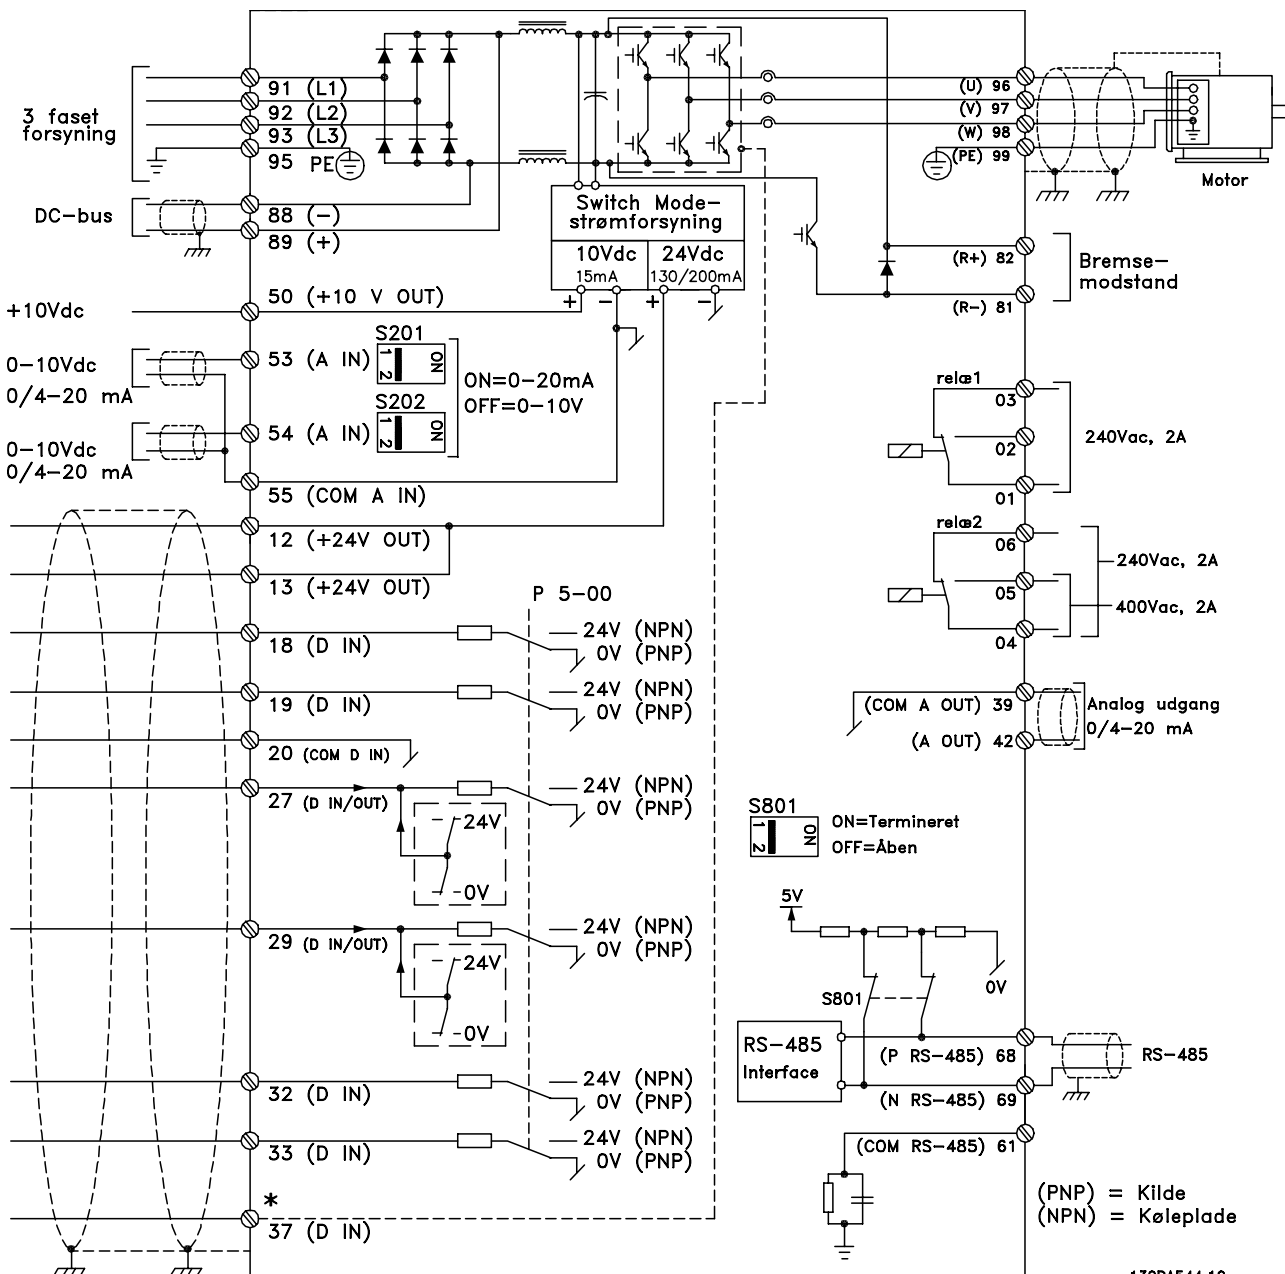 3 faset
forsyning
91 (L1)
92 (L2)
93 (L3)
95 PE
DC-bus
88 (-)
89 (+)
+10Vdc
50 (+10 V OUT)
0-10Vdc
0/4-20 mA
53 (A IN)
S201
1
2
ON
0-10Vdc
0/4-20 mA
54 (A IN)
S202
1
2
ON
ON=0-20mA
OFF=0-10V
55 (COM A IN)
12 (+24V OUT)
13 (+24V OUT)
Switch Mode-
strømforsyning
10Vdc
15mA
24Vdc
130/200mA
+ - + -
P 5-00
18 (D IN)
24V (NPN)
0V (PNP)
19 (D IN)
24V (NPN)
0V (PNP)
20 (COM D IN)
27 (D IN/OUT)
24V (NPN)
0V (PNP)
24V
0V
29 (D IN/OUT)
24V (NPN)
0V (PNP)
24V
0V
32 (D IN)
24V (NPN)
0V (PNP)
33 (D IN)
24V (NPN)
0V (PNP)
*
37 (D IN)
(U) 96
(V) 97
(W) 98
(PE) 99
Motor
(R+) 82
(R-) 81
Bremse-
modstand
relæ1
03
02
01
240Vac, 2A
relæ2
06
05
04
240Vac, 2A
400Vac, 2A
(COM A OUT) 39
(A OUT) 42
Analog udgang
0/4-20 mA
S801
1
2
ON
ON=Termineret
OFF=Åben
5V
0V
S801
RS-485
Interface
(P RS-485) 68
(N RS-485) 69
(COM RS-485) 61
RS-485
(PNP) = Kilde
(NPN) = Køleplade